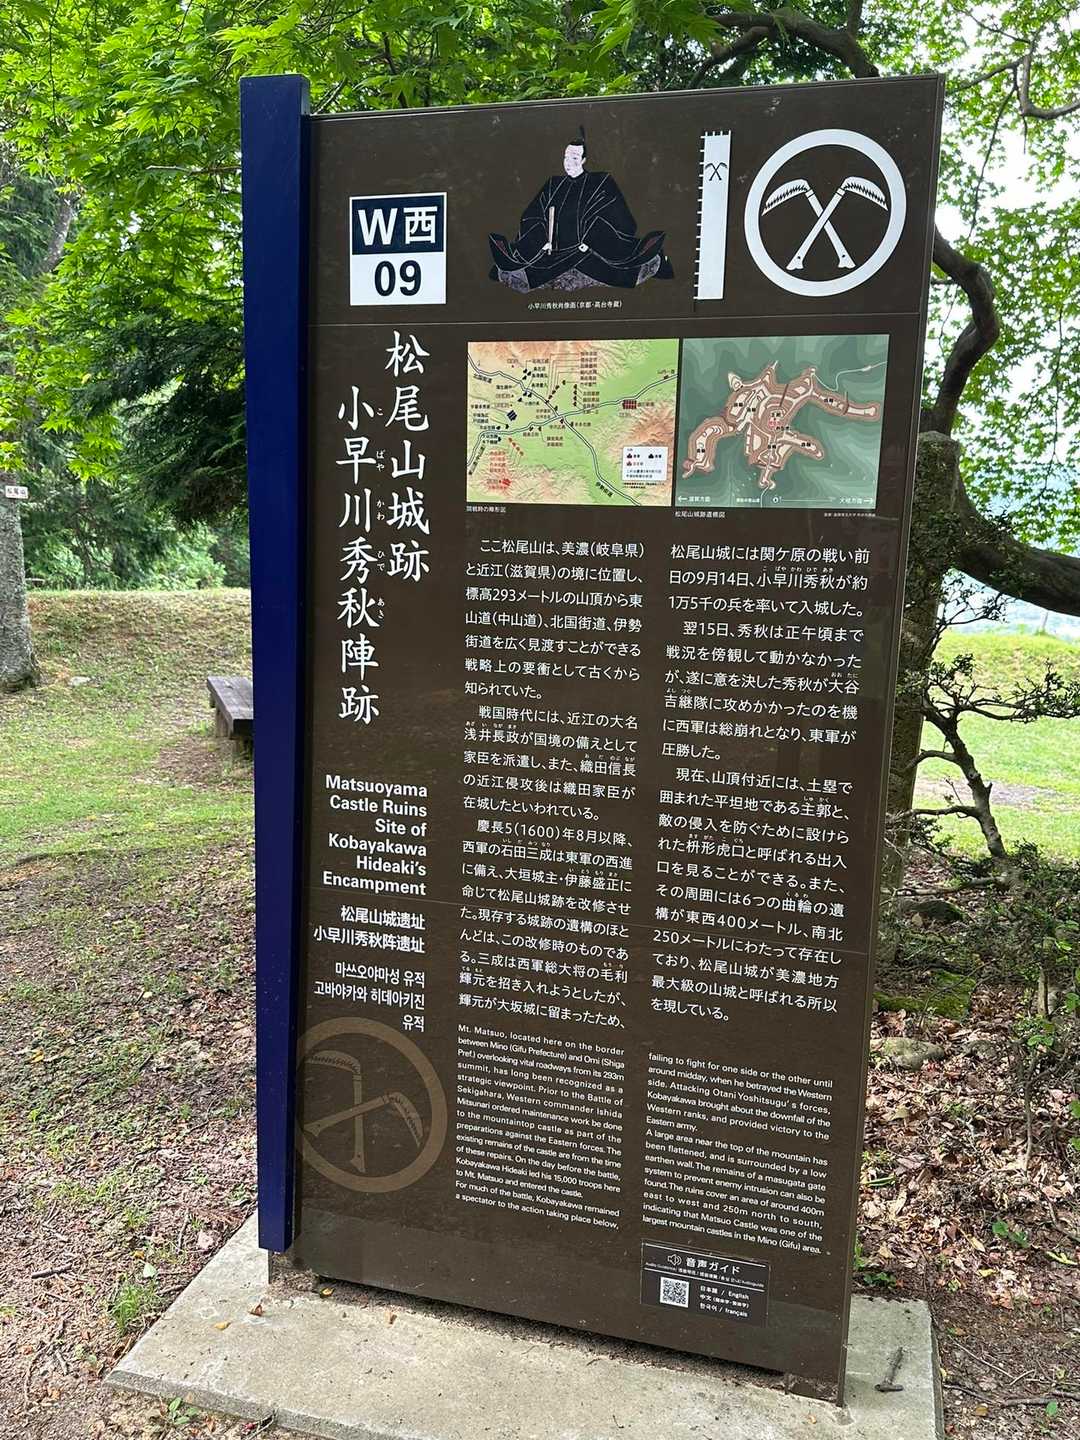 W西
09
小早川秀秋肖像画(京都・高台寺蔵)
松尾山城跡
小早川秀秋陣跡
こ ばや かわ ひで あき
Matsuoyama
Castle Ruins
Site of
Kobayakawa
Hideaki's
Encampment
松尾山城遗址
小早川秀秋阵遗址
마쓰오야마성 유적
고바야카와 히데아키진
유적
開戦時の陣形図
松尾山城跡遺構図
ここ松尾山は、美濃(岐阜県)
と近江(滋賀県)の境に位置し、
標高293メートルの山頂から東
山道(中山道)、北国街道、伊勢
街道を広く見渡すことができる
戦略上の要衝として古くから
知られていた。
戦国時代には、近江の大名
浅井長政が国境の備えとして
家臣を派遣し、また、織田信長
の近江侵攻後は織田家臣が
在城したといわれている。
慶長5(1600)年8月以降、
西軍の石田三成は東軍の西進
に備え、大垣城主・伊藤盛正に
命じて松尾山城跡を改修させ
た。現存する城跡の遺構のほと
んどは、この改修時のものであ
る。三成は西軍総大将の毛利
輝元を招き入れようとしたが、
輝元が大坂城に留まったため、
松尾山城には関ケ原の戦い前
日の9月14日、小早川秀秋が約
1万5千の兵を率いて入城した。
翌15日、秀秋は正午頃まで
戦況を傍観して動かなかった
が、遂に意を決した秀秋が大谷
吉継隊に攻めかかったのを機
に西軍は総崩れとなり、東軍が
圧勝した。
現在、山頂付近には、土塁で
囲まれた平坦地である主郭と、
敵の侵入を防ぐために設けら
れた枡形虎口と呼ばれる出入
口を見ることができる。また、
その周囲には6つの曲輪の遺
構が東西400メートル、南北
250メートルにわたって存在し
ており、松尾山城が美濃地方
最大級の山城と呼ばれる所以
を現している。
Mt. Matsuo, located here on the border
between Mino (Gifu Prefecture) and Omi (Shiga
Pref.) overlooking vital roadways from its 293m
summit, has long been recognized as a
strategic viewpoint. Prior to the Battle of
Sekigahara, Western commander Ishida
Mitsunari ordered maintenance work be done
to the mountaintop castle as part of the
preparations against the Eastern forces. The
existing remains of the castle are from the time
of these repairs. On the day before the battle,
Kobayakawa Hideaki led his 15,000 troops here
to Mt. Matsuo and entered the castle.
For much of the battle, Kobayakawa remained
a spectator to the action taking place below,
failing to fight for one side or the other until
around midday, when he betrayed the Western
side. Attacking Otani Yoshitsugu's forces,
Kobayakawa brought about the downfall of the
Western ranks, and provided victory to the
Eastern army.
A large area near the top of the mountain has
been flattened, and is surrounded by a low
earthen wall. The remains of a masugata gate
system to prevent enemy intrusion can also be
found. The ruins cover an area of around 400m
east to west and 250m north to south,
indicating that Matsuo Castle was one of the
largest mountain castles in the Mino (Gifu) area.
音声ガイド
日本語 / English
한국어 / français
松尾山